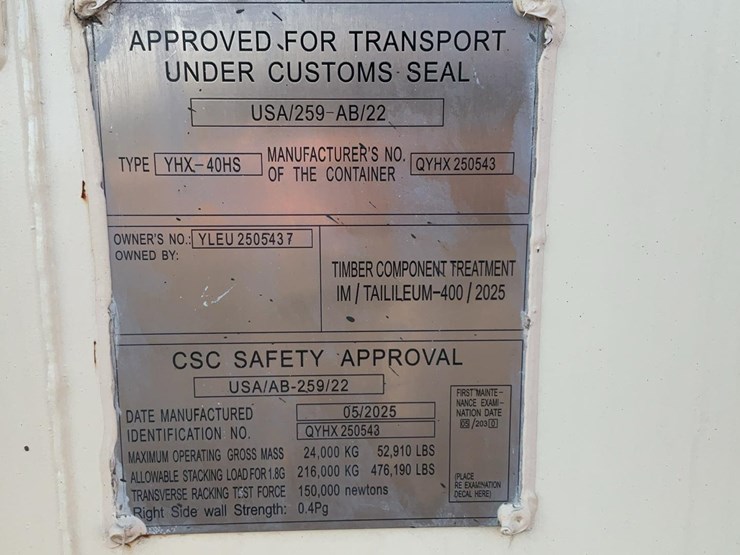 APPROVED FOR TRANSPORT
UNDER CUSTOMS SEAL
USA/259-AB/22
TYPE YHX-40HS MANUFACTURER'S NO. OF THE CONTAINER QYHX 250543
OWNER'S NO.: YLEU 2505437
OWNED BY:
TIMBER COMPONENT TREATMENT
IM / TAILILEUM-400 / 2025
CSC SAFETY APPROVAL
USA/AB-259/22
DATE MANUFACTURED 05/2025
IDENTIFICATION NO. QYHX 250543
MAXIMUM OPERATING GROSS MASS 24,000 KG 52,910 LBS
ALLOWABLE STACKING LOAD FOR 1.8G 216,000 KG 476,190 LBS
TRANSVERSE RACKING TEST FORCE 150,000 newtons
Right Side wall Strength: 0.4Pg
FIRST MAINTE-
NANCE EXAMI-
NATION DATE
05/2030
(PLACE
RE EXAMINATION
DECAL HERE)